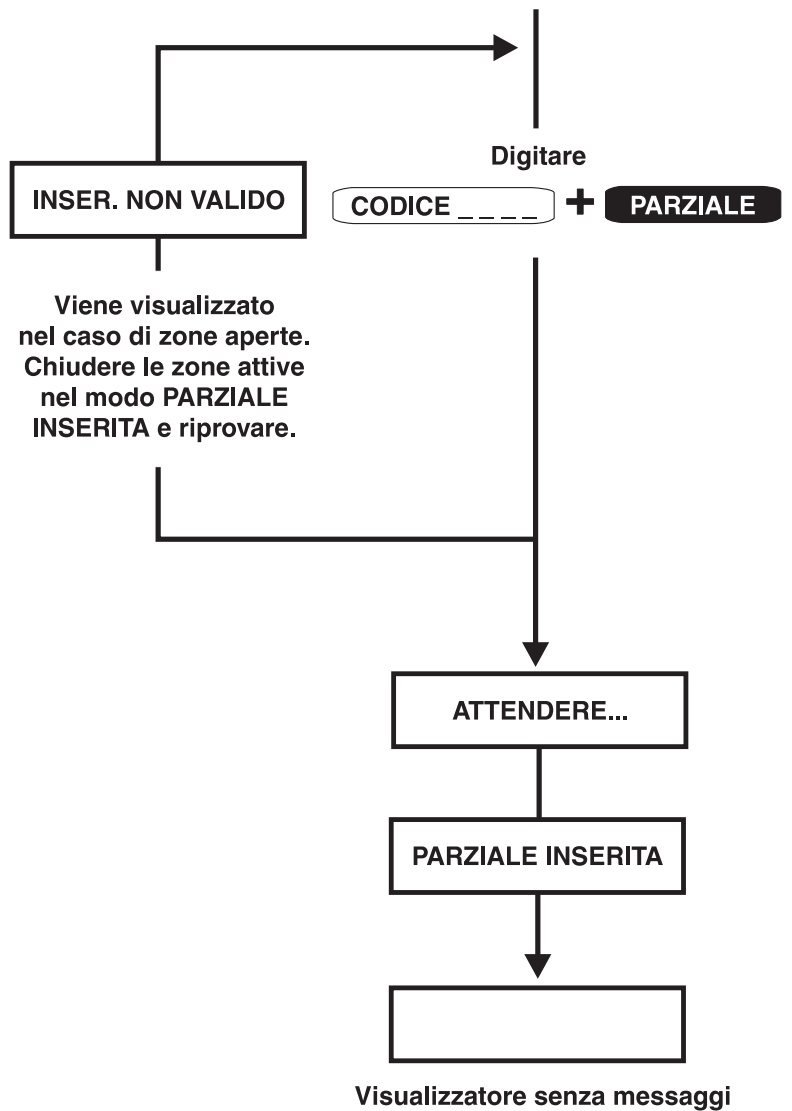 Digitare
INSER. NON VALIDO
CODICE _ _ _ _ + PARZIALE
Viene visualizzato
nel caso di zone aperte.
Chiudere le zone attive
nel modo PARZIALE
INSERITA e riprovare.
ATTENDERE...
PARZIALE INSERITA
Visualizzatore senza messaggi